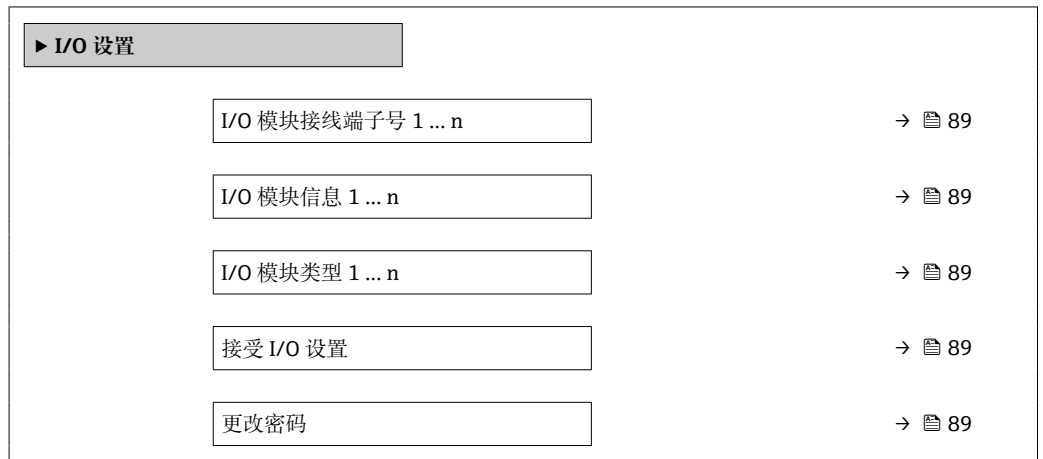 ▶ I/O 设置
I/O 模块接线端子号 1 ... n → 89
I/O 模块信息 1 ... n → 89
I/O 模块类型 1 ... n → 89
接受 I/O 设置 → 89
更改密码 → 89